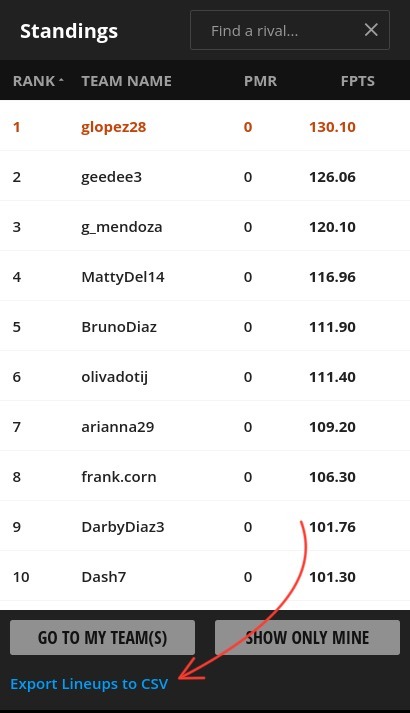 Standings Find a rival...
RANK TEAM NAME PMR FPTS
1 glopez28 0 130.10
2 geedee3 0 126.06
3 g_mendoza 0 120.10
4 MattyDel14 0 116.96
5 BrunoDiaz 0 111.90
6 olivadotij 0 111.40
7 arianna29 0 109.20
8 frank.corn 0 106.30
9 DarbyDiaz3 0 101.76
10 Dash7 0 101.30
GO TO MY TEAM(S) SHOW ONLY MINE
Export Lineups to CSV